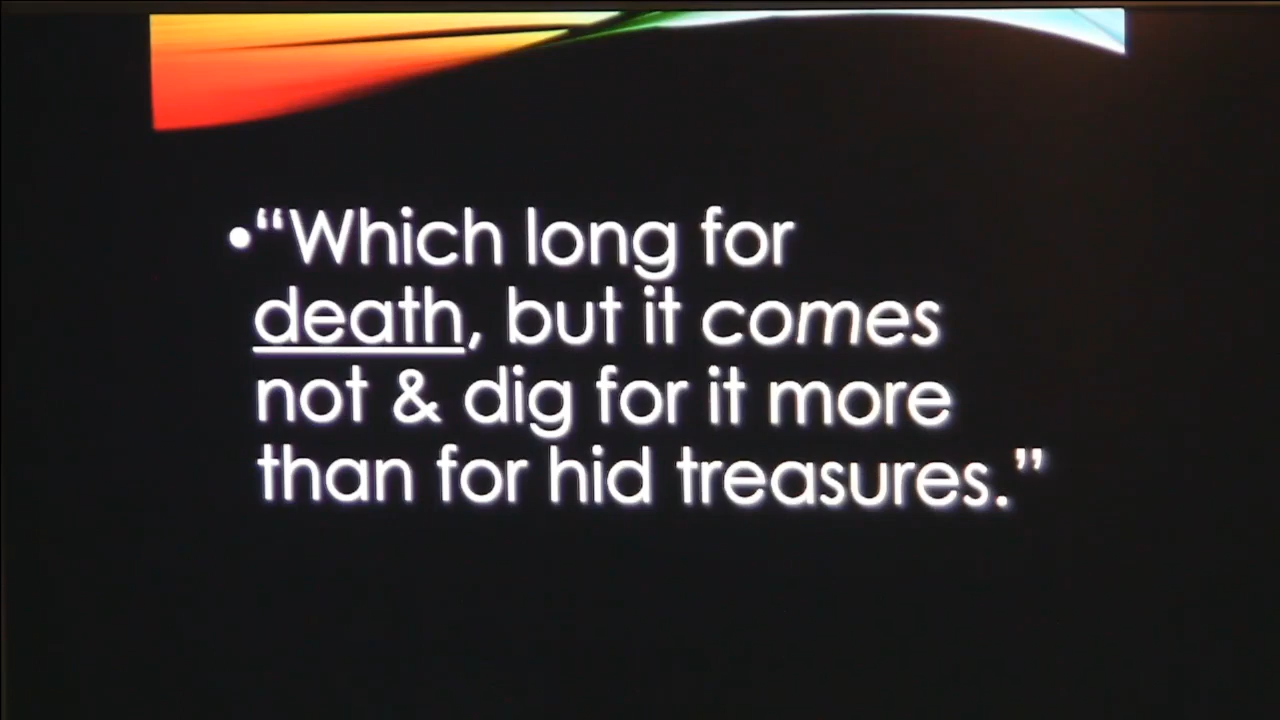 •“Which long for
death, but it comes
not & dig for it more
than for hid treasures.”